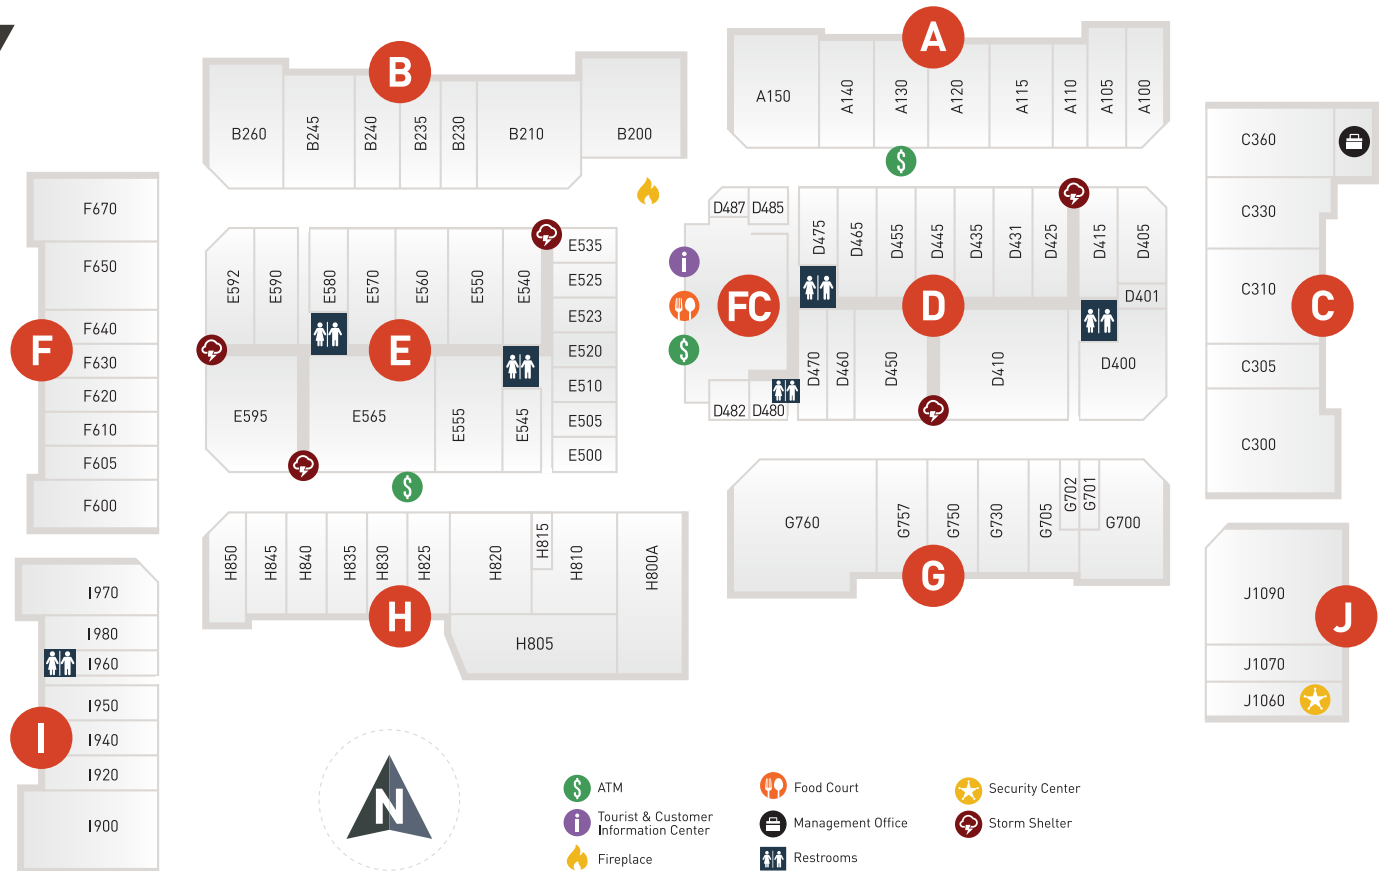 A
A150
A140
A130
A120
A115
A110
A105
A100
B
B260
B245
B240
B235
B230
B210
B200
C360
C330
C310
C
C305
C300
F670
F650
F640
F
F630
F620
F610
F605
F600
E592
E590
E580
E570
E560
E550
E540
E535
E525
E523
E520
E510
E505
E500
E
E595
E565
E555
E545
D487
D485
D475
D465
D455
D445
D435
D431
D425
D415
D405
D401
i
FC
D
$
$
D482
D480
D470
D460
D450
D410
D400
G760
G757
G750
G730
G705
G702
G701
G700
G
$
H850
H845
H840
H835
H830
H825
H820
H815
H810
H800A
H
H805
I970
I980
I960
I950
I
I940
I920
I900
J1090
J
J1070
J1060
N
$ ATM
i Tourist & Customer
Information Center
Fireplace
Food Court
Management Office
Restrooms
Security Center
Storm Shelter